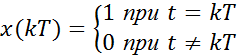 x(kT) = {1 при t = kT
0 при t ≠ kT